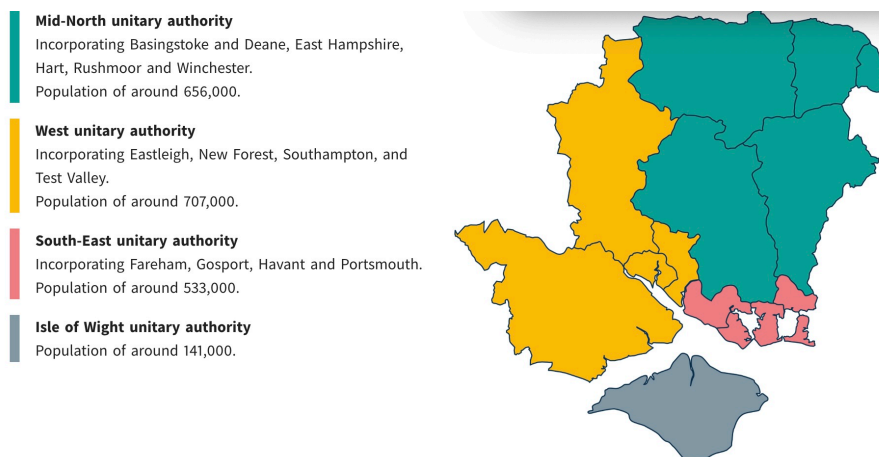 Mid-North unitary authority
Incorporating Basingstoke and Deane, East Hampshire,
Hart, Rushmoor and Winchester.
Population of around 656,000.
West unitary authority
Incorporating Eastleigh, New Forest, Southampton, and
Test Valley.
Population of around 707,000.
South-East unitary authority
Incorporating Fareham, Gosport, Havant and Portsmouth.
Population of around 533,000.
Isle of Wight unitary authority
Population of around 141,000.